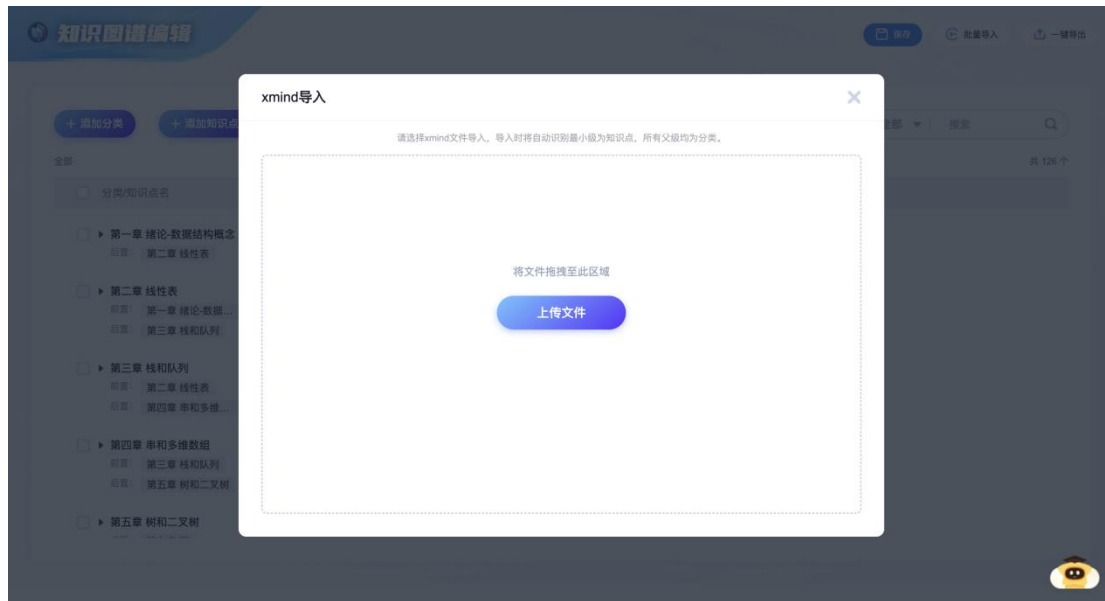 知识图谱编辑
保存
批量导入
一键导出
xmind导入
+ 添加分类
+ 添加知识点
请选择xmind文件导入，导入时将自动识别最小级为知识点，所有父级均为分类。
全部
搜索
全部
共 126 个
分类/知识点名
第一章 绪论-数据结构概念
后置： 第二章 线性表
第二章 线性表
前置： 第一章 绪论-数据...
后置： 第三章 栈和队列
将文件拖拽至此区域
上传文件
第三章 栈和队列
前置： 第二章 线性表
后置： 第四章 串和多维...
第四章 串和多维数组
前置： 第三章 栈和队列
后置： 第五章 树和二叉树
第五章 树和二叉树